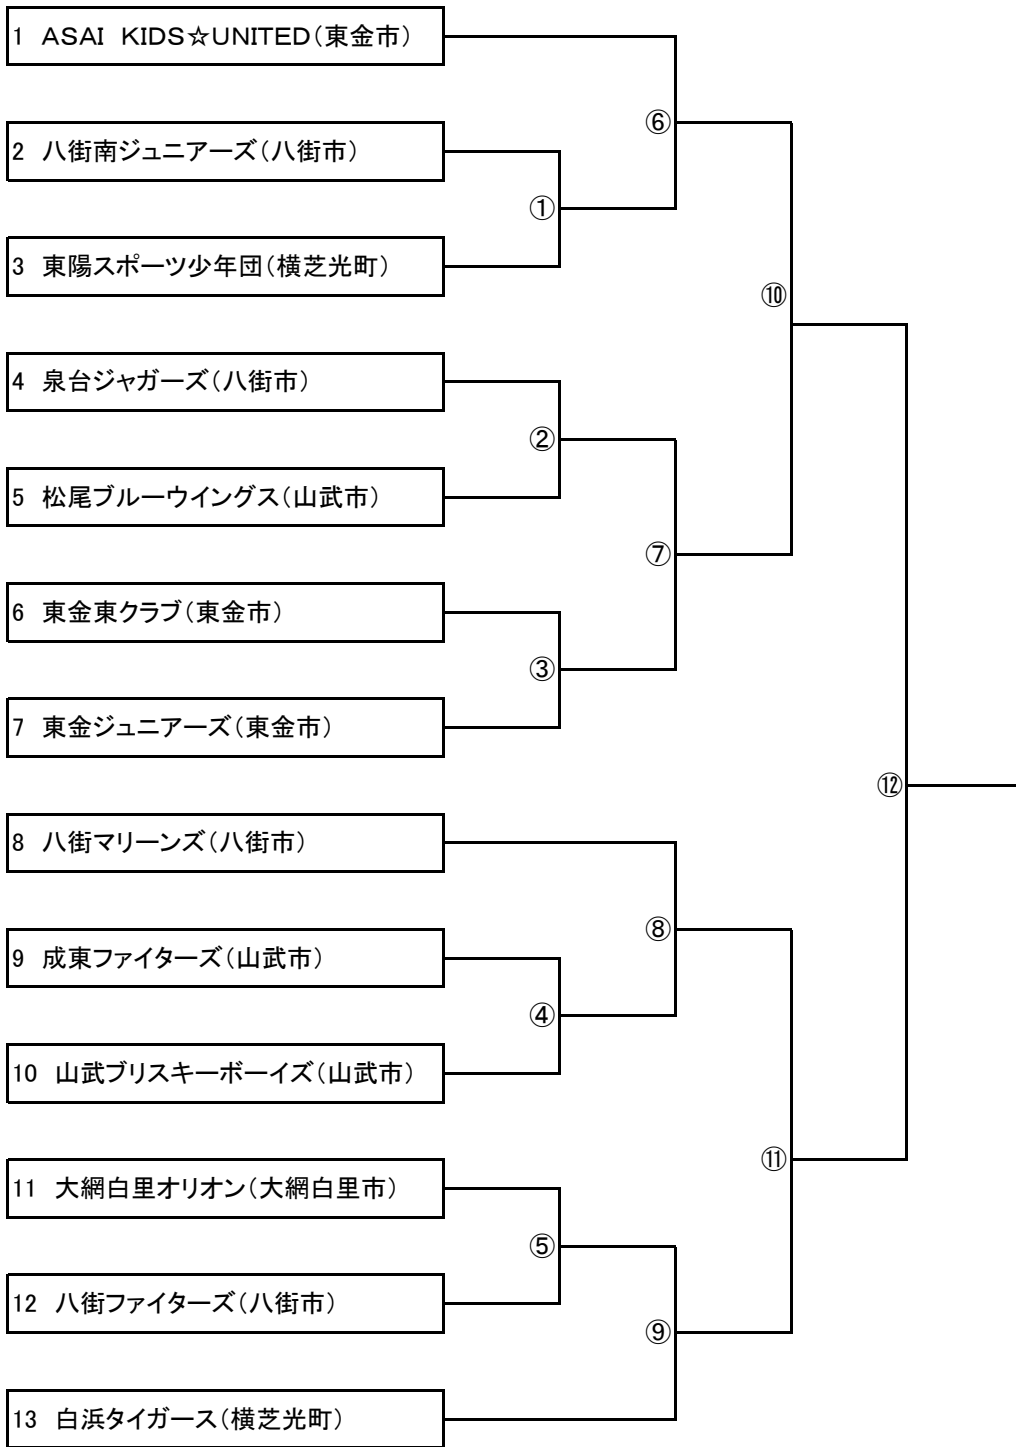 1 ASAI KIDS☆UNITED(東金市)
⑥
2 八街南ジュニアーズ(八街市)
①
3 東陽スポーツ少年団(横芝光町)
⑩
4 泉台ジャガーズ(八街市)
②
5 松尾ブルーウイングス(山武市)
⑦
6 東金東クラブ(東金市)
③
7 東金ジュニアーズ(東金市)
⑫
8 八街マリーンズ(八街市)
⑧
9 成東ファイターズ(山武市)
④
10 山武ブリスキーボーイズ(山武市)
⑪
11 大網白里オリオン(大網白里市)
⑤
12 八街ファイターズ(八街市)
⑨
13 白浜タイガース(横芝光町)